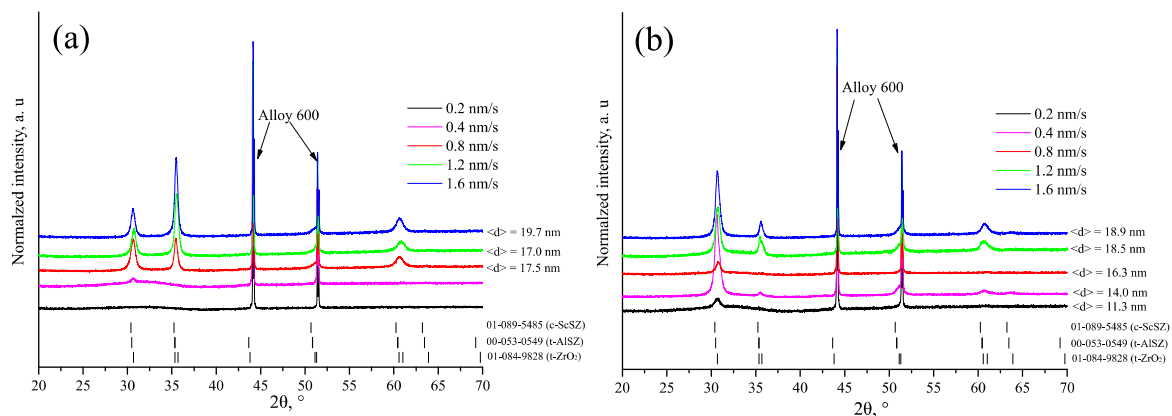 (a)
Normalized intensity, a. u
Alloy 600
0.2 nm/s
0.4 nm/s
0.8 nm/s
1.2 nm/s
1.6 nm/s
<d> = 19.7 nm
<d> = 17.0 nm
<d> = 17.5 nm
01-089-5485 (c-ScSZ)
00-053-0549 (t-AlSZ)
01-084-9828 (t-ZrO₂)
20 25 30 35 40 45 50 55 60 65 70
2θ, °
(b)
Normalized intensity, a. u
Alloy 600
0.2 nm/s
0.4 nm/s
0.8 nm/s
1.2 nm/s
1.6 nm/s
<d> = 18.9 nm
<d> = 18.5 nm
<d> = 16.3 nm
<d> = 14.0 nm
<d> = 11.3 nm
01-089-5485 (c-ScSZ)
00-053-0549 (t-AlSZ)
01-084-9828 (t-ZrO₂)
20 25 30 35 40 45 50 55 60 65 70
2θ, °